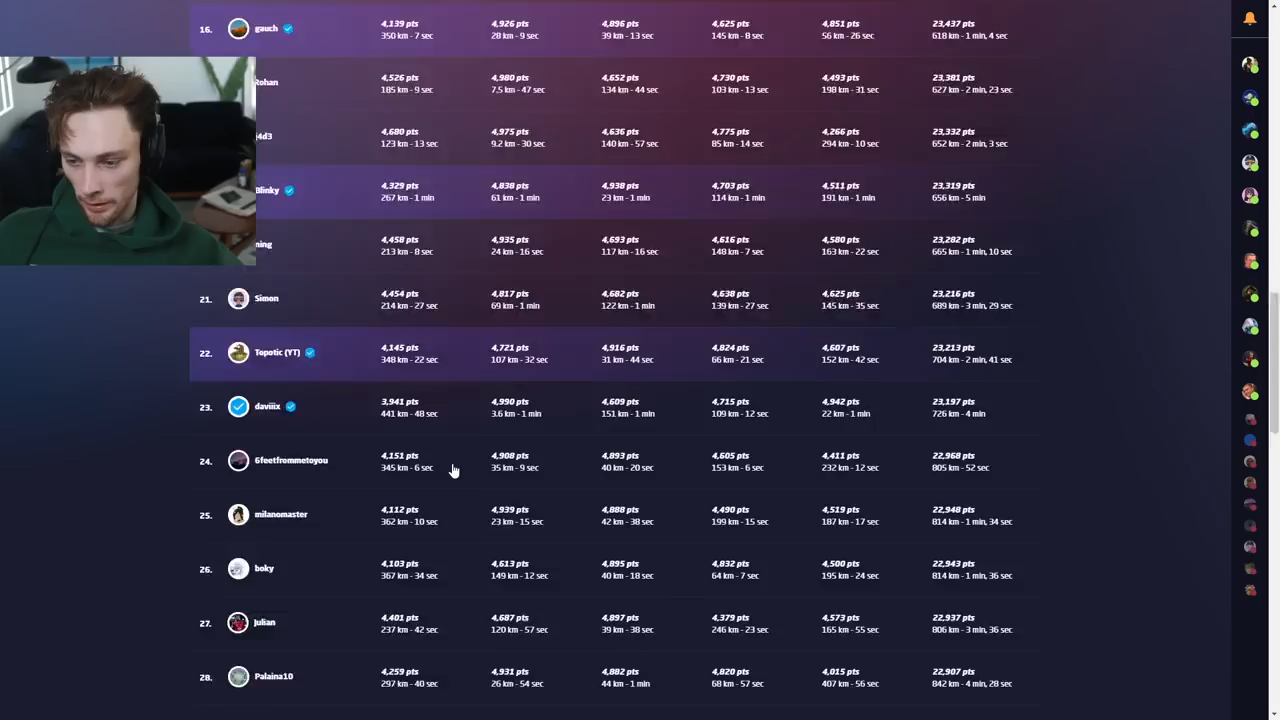 16. gauch 4,139 pts 4,926 pts 4,896 pts 4,625 pts 4,851 pts 23,437 pts
350 km - 7 sec 28 km - 9 sec 39 km - 13 sec 145 km - 8 sec 56 km - 26 sec 618 km - 1 min, 4 sec
Rohan 4,526 pts 4,980 pts 4,652 pts 4,730 pts 4,493 pts 23,381 pts
185 km - 9 sec 7.5 km - 47 sec 134 km - 44 sec 103 km - 13 sec 198 km - 31 sec 627 km - 2 min, 23 sec
j4d3 4,680 pts 4,975 pts 4,636 pts 4,775 pts 4,266 pts 23,332 pts
123 km - 13 sec 9.2 km - 30 sec 140 km - 57 sec 85 km - 14 sec 294 km - 10 sec 652 km - 2 min, 3 sec
Blinky 4,329 pts 4,838 pts 4,938 pts 4,703 pts 4,511 pts 23,319 pts
267 km - 1 min 61 km - 1 min 23 km - 1 min 114 km - 1 min 191 km - 1 min 656 km - 5 min
ning 4,458 pts 4,935 pts 4,693 pts 4,616 pts 4,580 pts 23,282 pts
213 km - 8 sec 24 km - 16 sec 117 km - 16 sec 148 km - 7 sec 163 km - 22 sec 665 km - 1 min, 10 sec
21. Simon 4,454 pts 4,817 pts 4,682 pts 4,638 pts 4,625 pts 23,216 pts
214 km - 27 sec 69 km - 1 min 122 km - 1 min 139 km - 27 sec 145 km - 35 sec 689 km - 3 min, 29 sec
22. Topotic (YT) 4,145 pts 4,721 pts 4,916 pts 4,824 pts 4,607 pts 23,213 pts
348 km - 22 sec 107 km - 32 sec 31 km - 44 sec 66 km - 21 sec 152 km - 42 sec 704 km - 2 min, 41 sec
23. daviiix 3,941 pts 4,990 pts 4,609 pts 4,715 pts 4,942 pts 23,197 pts
441 km - 48 sec 3.6 km - 1 min 151 km - 1 min 109 km - 12 sec 22 km - 1 min 726 km - 4 min
24. 6feetfrommetoyou 4,151 pts 4,908 pts 4,893 pts 4,605 pts 4,411 pts 22,968 pts
345 km - 6 sec 35 km - 9 sec 40 km - 20 sec 153 km - 6 sec 232 km - 12 sec 805 km - 52 sec
25. milanomaster 4,112 pts 4,939 pts 4,888 pts 4,490 pts 4,519 pts 22,948 pts
362 km - 10 sec 23 km - 15 sec 42 km - 38 sec 199 km - 15 sec 187 km - 17 sec 814 km - 1 min, 34 sec
26. boky 4,103 pts 4,613 pts 4,895 pts 4,832 pts 4,500 pts 22,943 pts
367 km - 34 sec 149 km - 12 sec 40 km - 18 sec 64 km - 7 sec 195 km - 24 sec 814 km - 1 min, 36 sec
27. Julian 4,401 pts 4,687 pts 4,897 pts 4,379 pts 4,573 pts 22,937 pts
237 km - 42 sec 120 km - 57 sec 39 km - 38 sec 246 km - 23 sec 165 km - 55 sec 806 km - 3 min, 36 sec
28. Palaina10 4,259 pts 4,931 pts 4,882 pts 4,820 pts 4,015 pts 22,907 pts
297 km - 40 sec 26 km - 54 sec 44 km - 1 min 68 km - 57 sec 407 km - 56 sec 842 km - 4 min, 28 sec